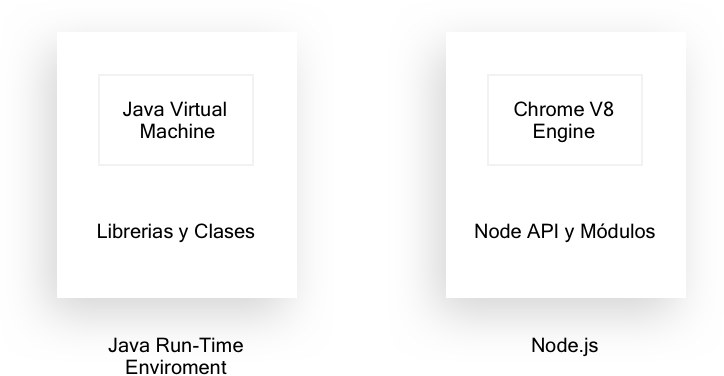 Java Virtual
Machine
Librerias y Clases
Java Run-Time
Enviroment
Chrome V8
Engine
Node API y Módulos
Node.js